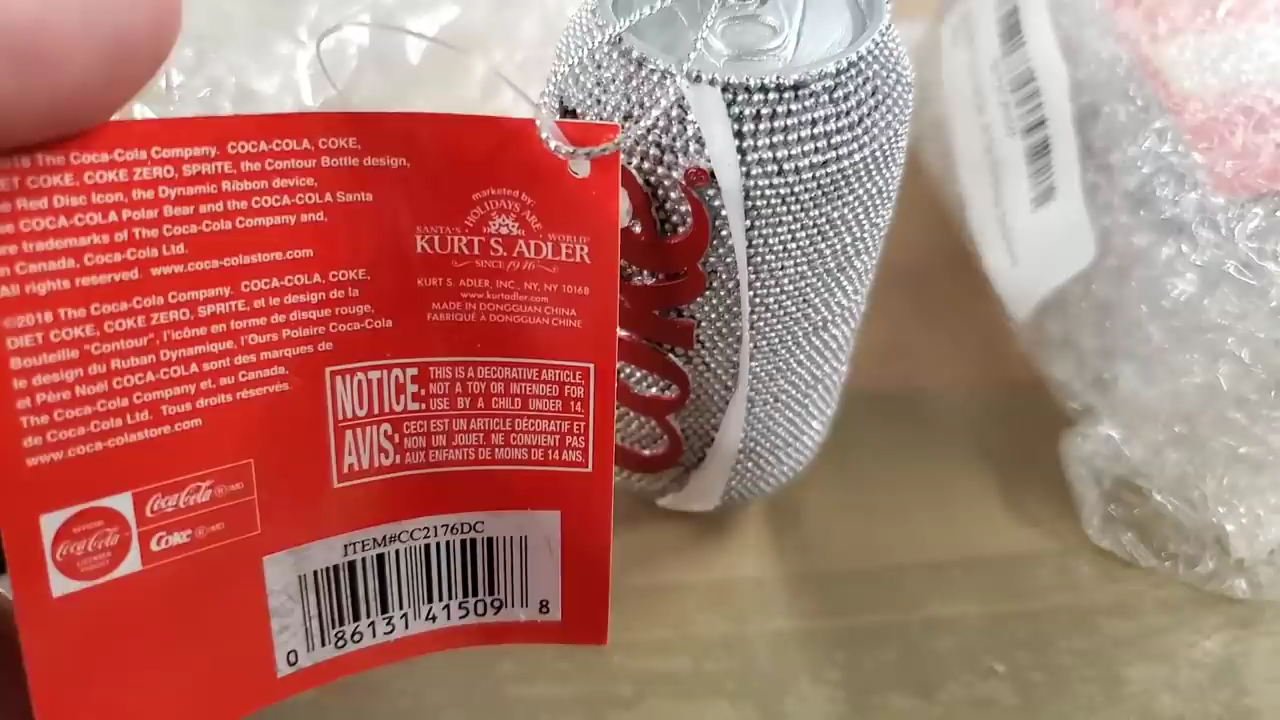 The Coca-Cola Company. COCA-COLA, COKE,
COKE, COKE ZERO, SPRITE, the Contour Bottle design,
Red Disc Icon, the Dynamic Ribbon device,
COCA-COLA Polar Bear and the COCA-COLA Santa
trademarks of The Coca-Cola Company and,
Canada, Coca-Cola Ltd.
All rights reserved. www.coca-colastore.com
©2018 The Coca-Cola Company. COCA-COLA, COKE,
DIET COKE, COKE ZERO, SPRITE, et le design de la
Bouteille "Contour", l'icône en forme de disque rouge,
le design du Ruban Dynamique, l'Ours Polaire Coca-Cola
et Père Noël COCA-COLA sont des marques de
The Coca-Cola Company et, au Canada,
de Coca-Cola Ltd. Tous droits réservés.
www.coca-colastore.com
marketed by:
HOLIDAYS ARE
SANTA'S WORLD®
KURT S. ADLER
SINCE 1946
KURT S. ADLER, INC., NY, NY 10168
www.kurtadler.com
MADE IN DONGGUAN CHINA
FABRIQUÉ À DONGGUAN CHINE
NOTICE: THIS IS A DECORATIVE ARTICLE,
NOT A TOY OR INTENDED FOR
USE BY A CHILD UNDER 14.
AVIS: CECI EST UN ARTICLE DÉCORATIF ET
NON UN JOUET. NE CONVIENT PAS
AUX ENFANTS DE MOINS DE 14 ANS.
OFFICIAL
Coca-Cola
LICENSED
PRODUCT
Coca-Cola ®/MD
Coke ®/MD
ITEM#CC2176DC
0 86131 41509 8
Coke®